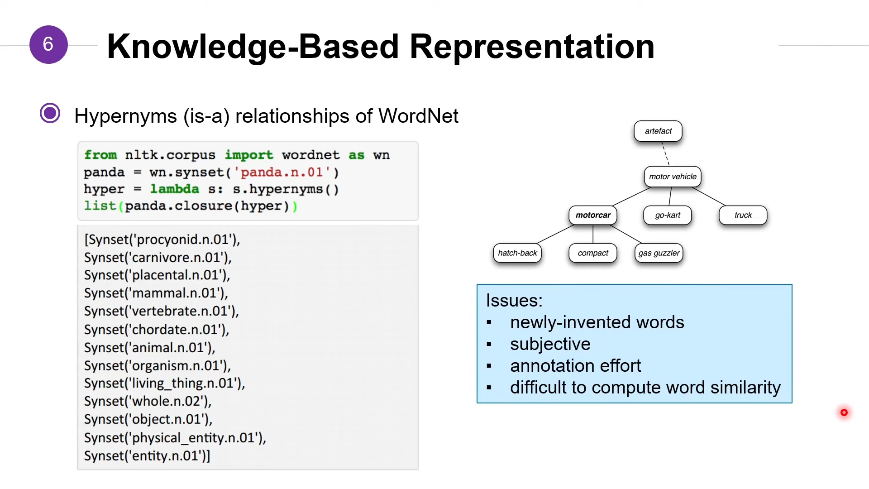 6
Knowledge-Based Representation
Hypernyms (is-a) relationships of WordNet
from nltk.corpus import wordnet as wn
panda = wn.synset('panda.n.01')
hyper = lambda s: s.hypernyms()
list(panda.closure(hyper))
[Synset('procyonid.n.01'),
Synset('carnivore.n.01'),
Synset('placental.n.01'),
Synset('mammal.n.01'),
Synset('vertebrate.n.01'),
Synset('chordate.n.01'),
Synset('animal.n.01'),
Synset('organism.n.01'),
Synset('living_thing.n.01'),
Synset('whole.n.02'),
Synset('object.n.01'),
Synset('physical_entity.n.01'),
Synset('entity.n.01')]
artefact
motor vehicle
motorcar
go-kart
truck
hatch-back
compact
gas guzzler
Issues:
▪ newly-invented words
▪ subjective
▪ annotation effort
▪ difficult to compute word similarity